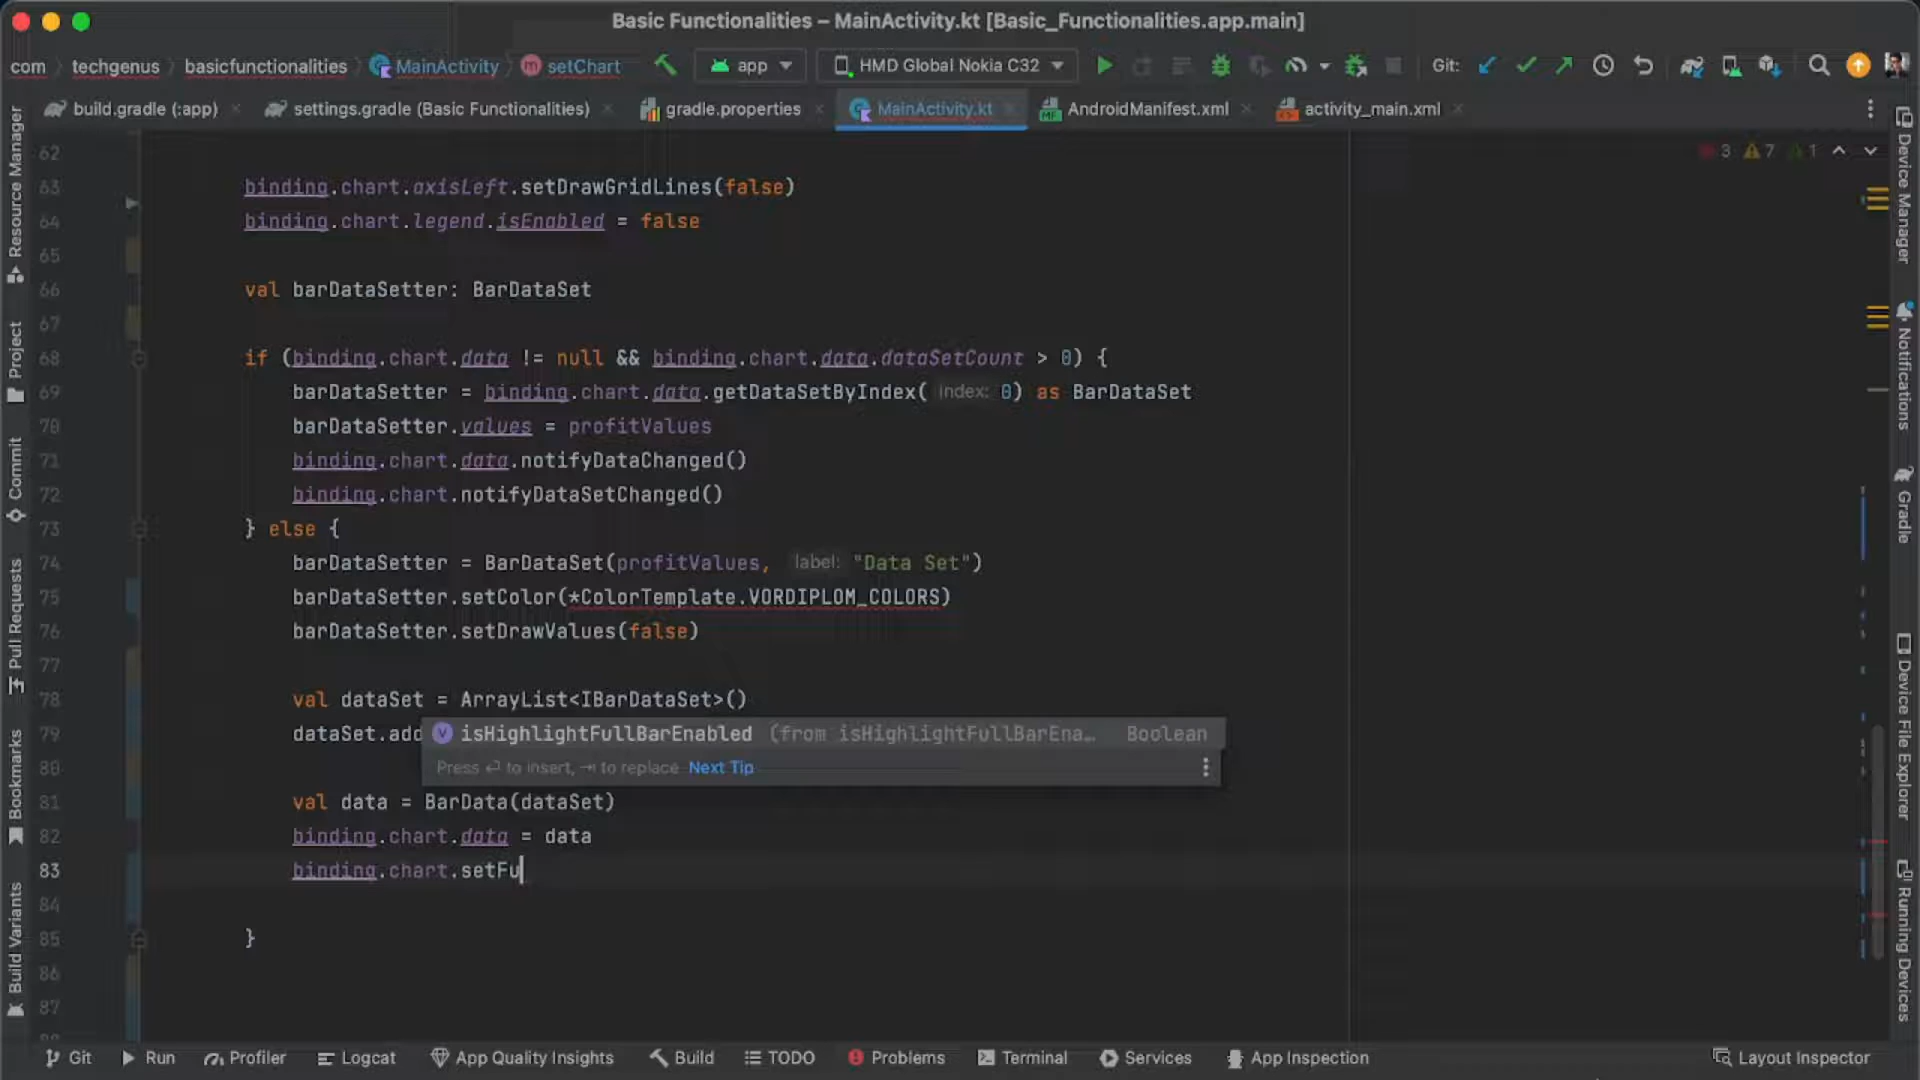 Basic Functionalities – MainActivity.kt [Basic_Functionalities.app.main]
com techgenus basicfunctionalities MainActivity setChart app HMD Global Nokia C32 Git:
build.gradle (:app) settings.gradle (Basic Functionalities) gradle.properties MainActivity.kt AndroidManifest.xml activity_main.xml
3 7 1
62
63 binding.chart.axisLeft.setDrawGridLines(false)
64 binding.chart.legend.isEnabled = false
65
66 val barDataSetter: BarDataSet
67
68 if (binding.chart.data != null && binding.chart.data.dataSetCount > 0) {
69 barDataSetter = binding.chart.data.getDataSetByIndex( index: 0) as BarDataSet
70 barDataSetter.values = profitValues
71 binding.chart.data.notifyDataChanged()
72 binding.chart.notifyDataSetChanged()
73 } else {
74 barDataSetter = BarDataSet(profitValues, label: "Data Set")
75 barDataSetter.setColor(*ColorTemplate.VORDIPLOM_COLORS)
76 barDataSetter.setDrawValues(false)
77
78 val dataSet = ArrayList<IBarDataSet>()
79 dataSet.add
isHighlightFullBarEnabled (from isHighlightFullBarEna… Boolean
Press ⏎ to insert, ⇥ to replace Next Tip
80
81 val data = BarData(dataSet)
82 binding.chart.data = data
83 binding.chart.setFu
84
85 }
86
87
Resource Manager
Project
Commit
Pull Requests
Bookmarks
Build Variants
Device Manager
Notifications
Gradle
Device File Explorer
Running Devices
Git Run Profiler Logcat App Quality Insights Build TODO Problems Terminal Services App Inspection Layout Inspector